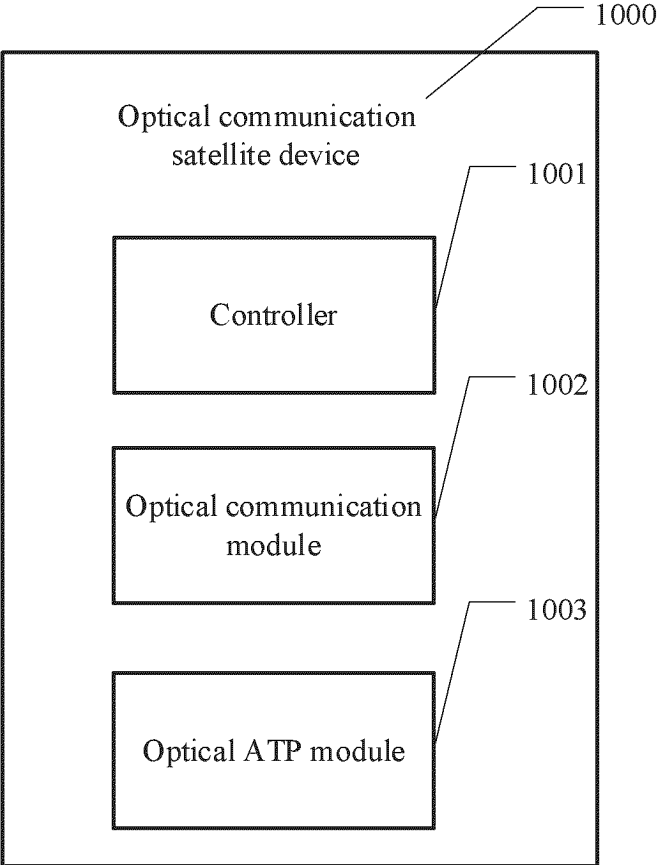 1000
Optical communication
satellite device
1001
Controller
1002
Optical communication
module
1003
Optical ATP module